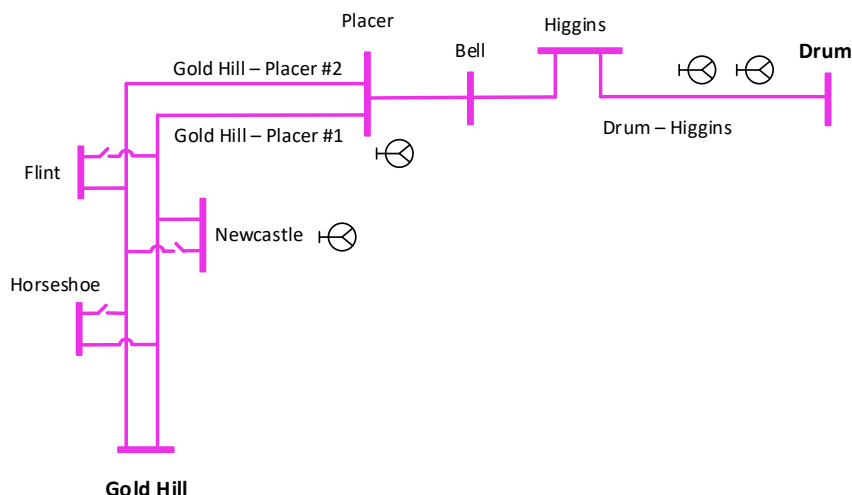 Placer
Higgins
Bell
Drum
Gold Hill – Placer #2
Gold Hill – Placer #1
Drum – Higgins
Flint
Newcastle
Horseshoe
Gold Hill